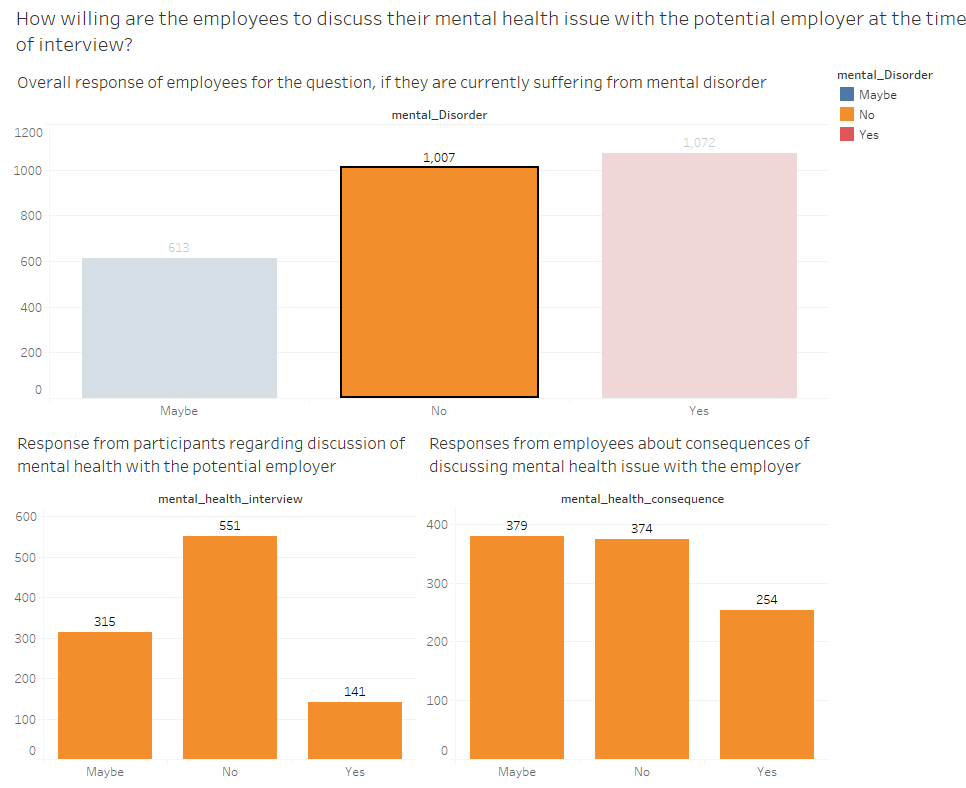 How willing are the employees to discuss their mental health issue with the potential employer at the time
of interview?
Overall response of employees for the question, if they are currently suffering from mental disorder
mental_Disorder
Maybe
No
Yes
mental_Disorder
1200
1000
800
600
400
200
0
613
1,007
1,072
Maybe
No
Yes
Response from participants regarding discussion of
mental health with the potential employer
mental_health_interview
600
500
400
300
200
100
0
315
551
141
Maybe
No
Yes
Responses from employees about consequences of
discussing mental health issue with the employer
mental_health_consequence
400
300
200
100
0
379
374
254
Maybe
No
Yes